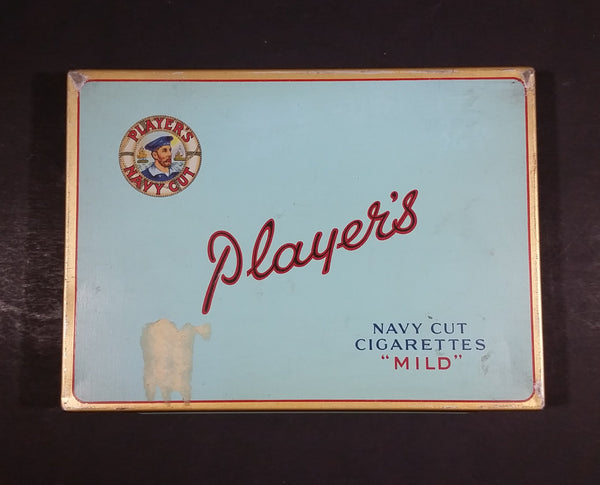 PLAYER'S
NAVY CUT
Player's
NAVY CUT
CIGARETTES
"MILD"